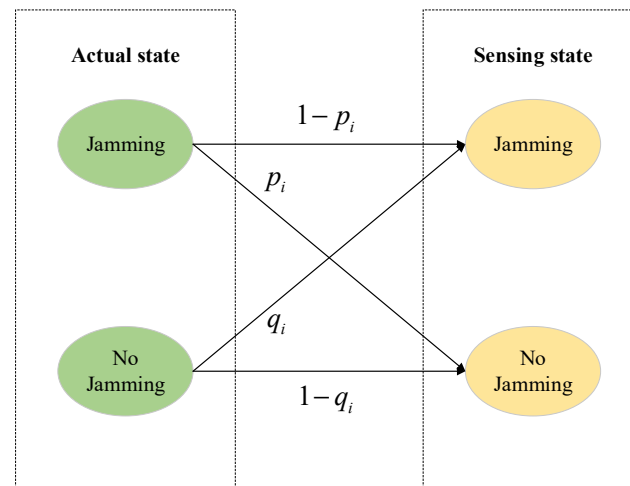 Actual state
Sensing state
Jamming
1 − p_i
Jamming
p_i
q_i
No
Jamming
1 − q_i
No
Jamming